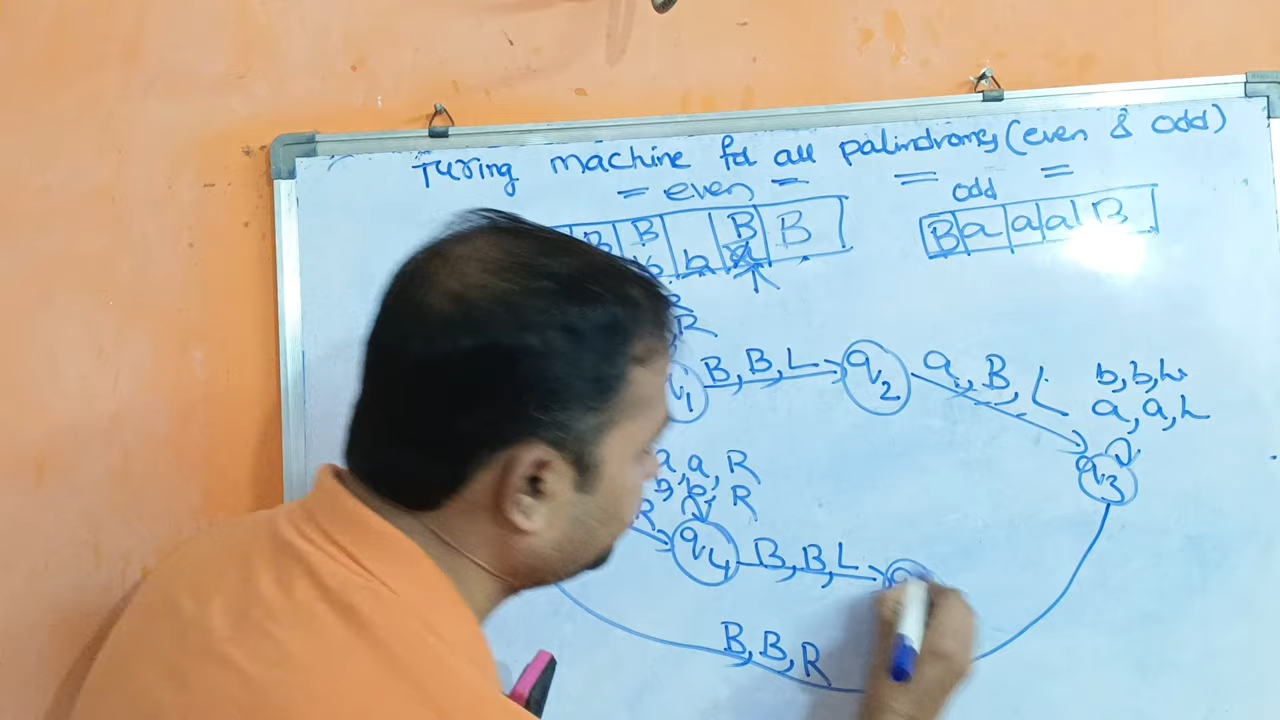 Turing machine for all palindromes (even & odd)
= even =
= odd =
B B B B
B a a a B
b a
R
R
q1 B, B, L q2 a, B, L
b, b, L
a, a, L
q3
a, a, R
b, b, R
R
q4 B, B, L
B, B, R